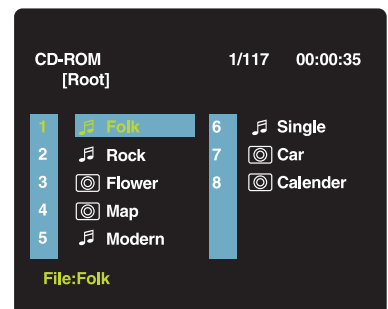 CD-ROM 1/117 00:00:35
[Root]
1 Folk 6 Single
2 Rock 7 Car
3 Flower 8 Calender
4 Map
5 Modern
File:Folk